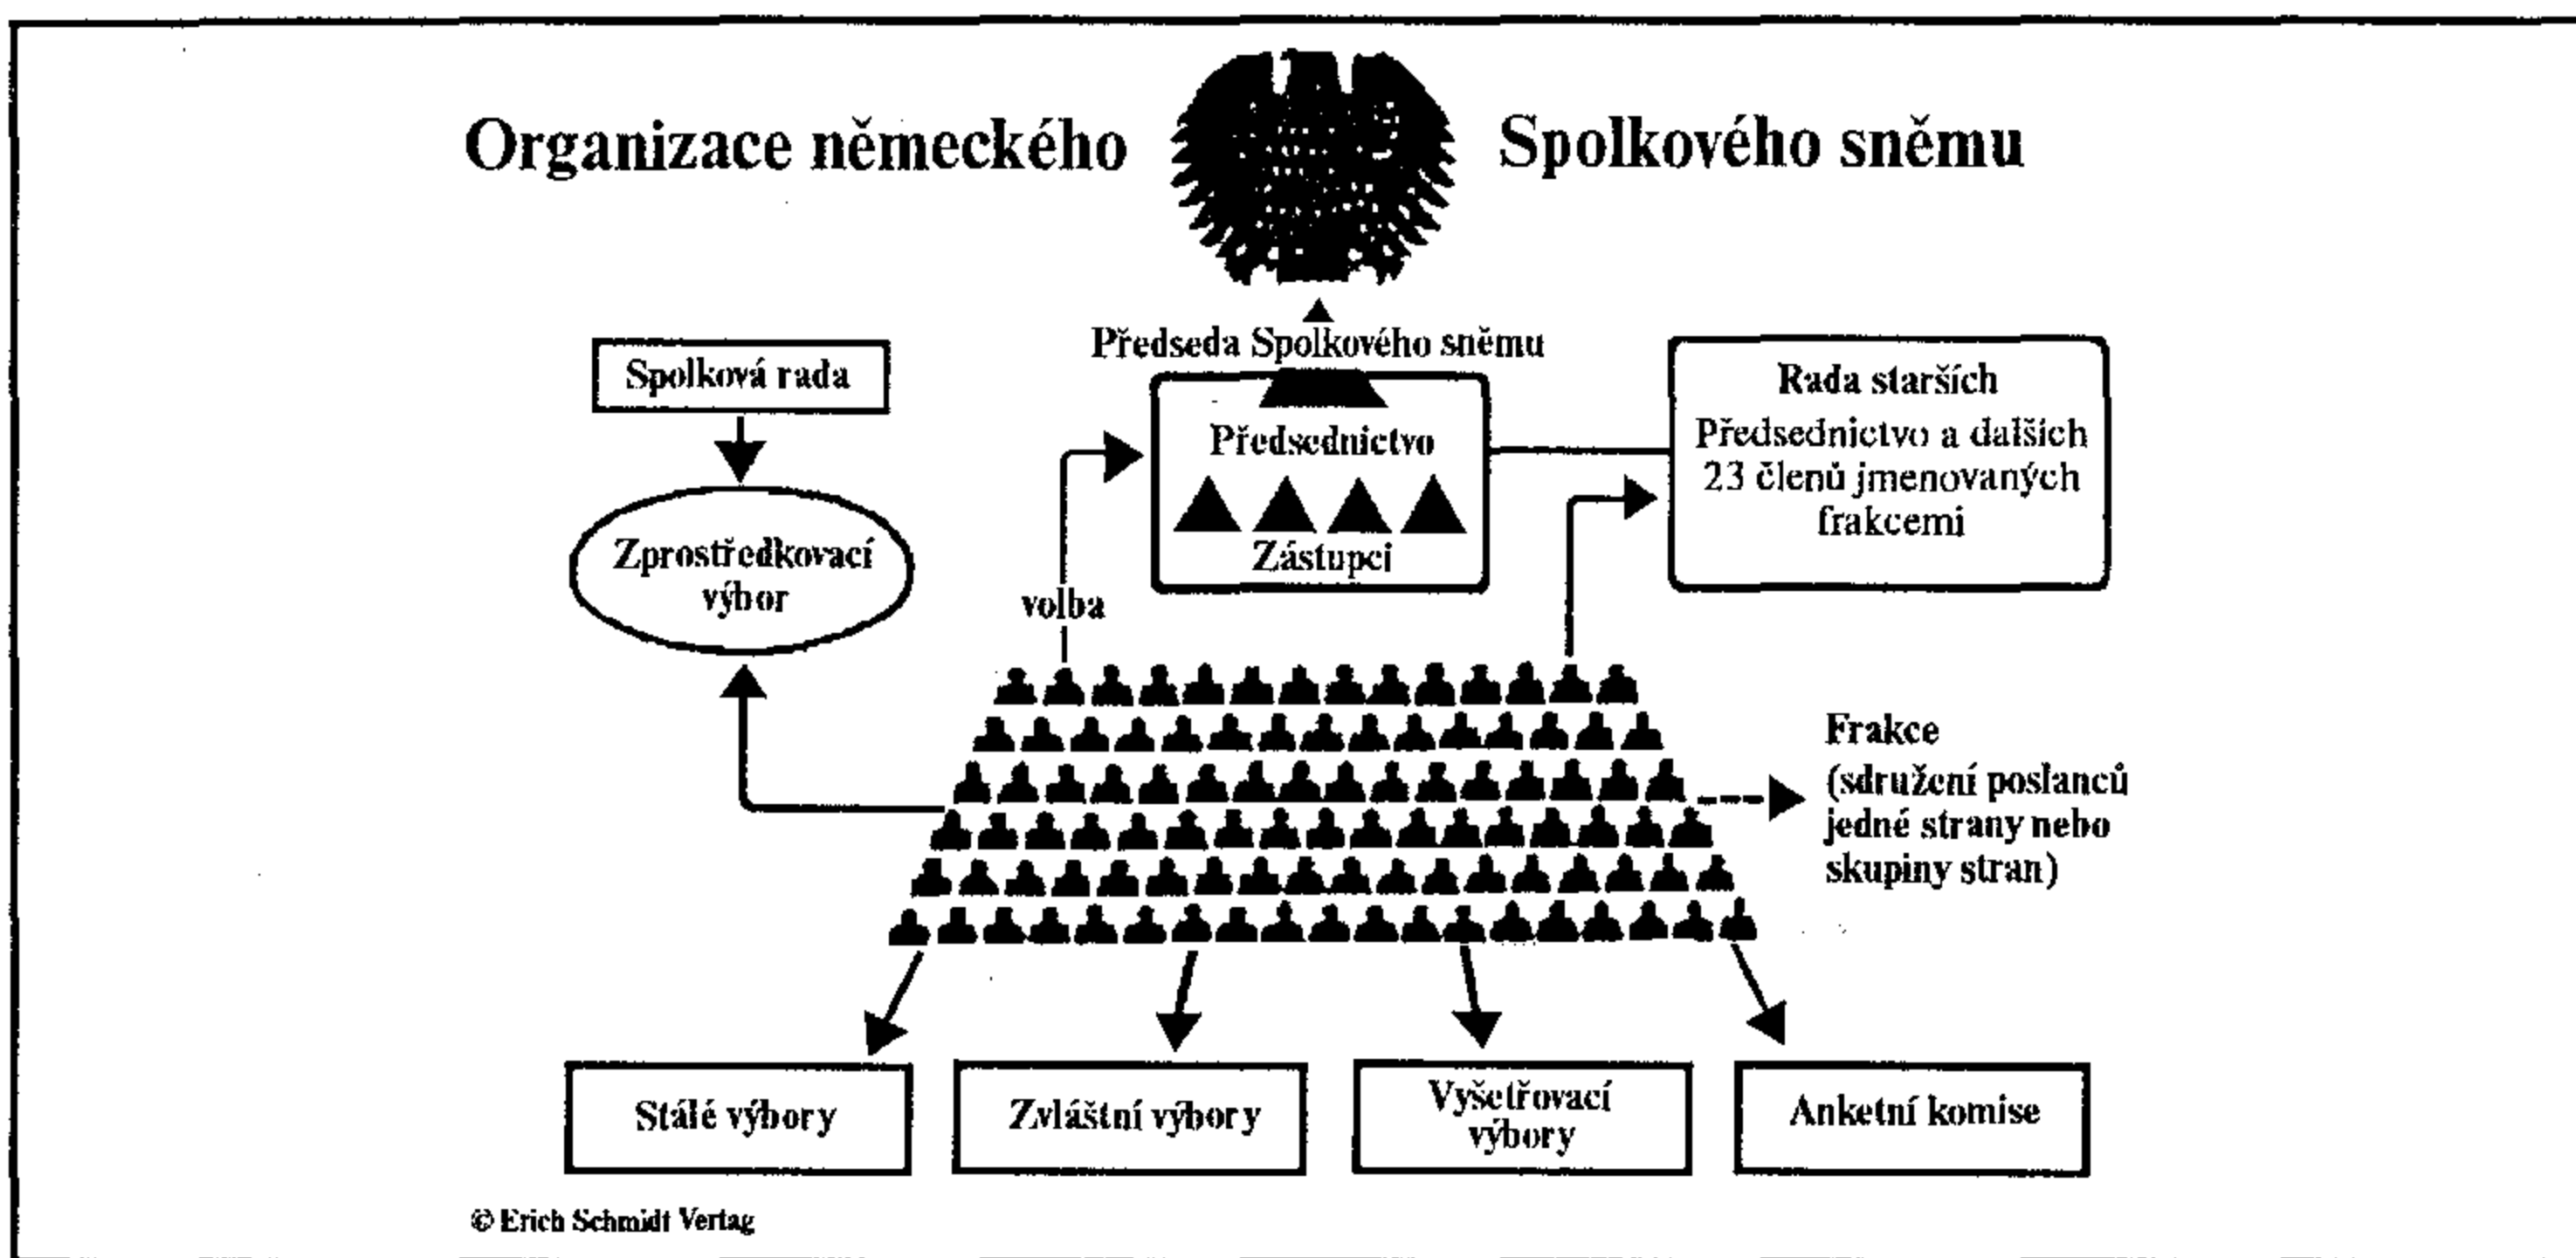 Organizace německého Spolkového sněmu
Předseda Spolkového sněmu
Spolková rada
Zprostředkovací
výbor
volba
Předsednictvo
Zástupci
Rada starších
Předsednictvo a dalších
23 členů jmenovaných
frakcemi
Frakce
(sdružení poslanců
jedné strany nebo
skupiny stran)
Stálé výbory
Zvláštní výbory
Vyšetřovací
výbory
Anketní komise
© Erich Schmidt Vertag